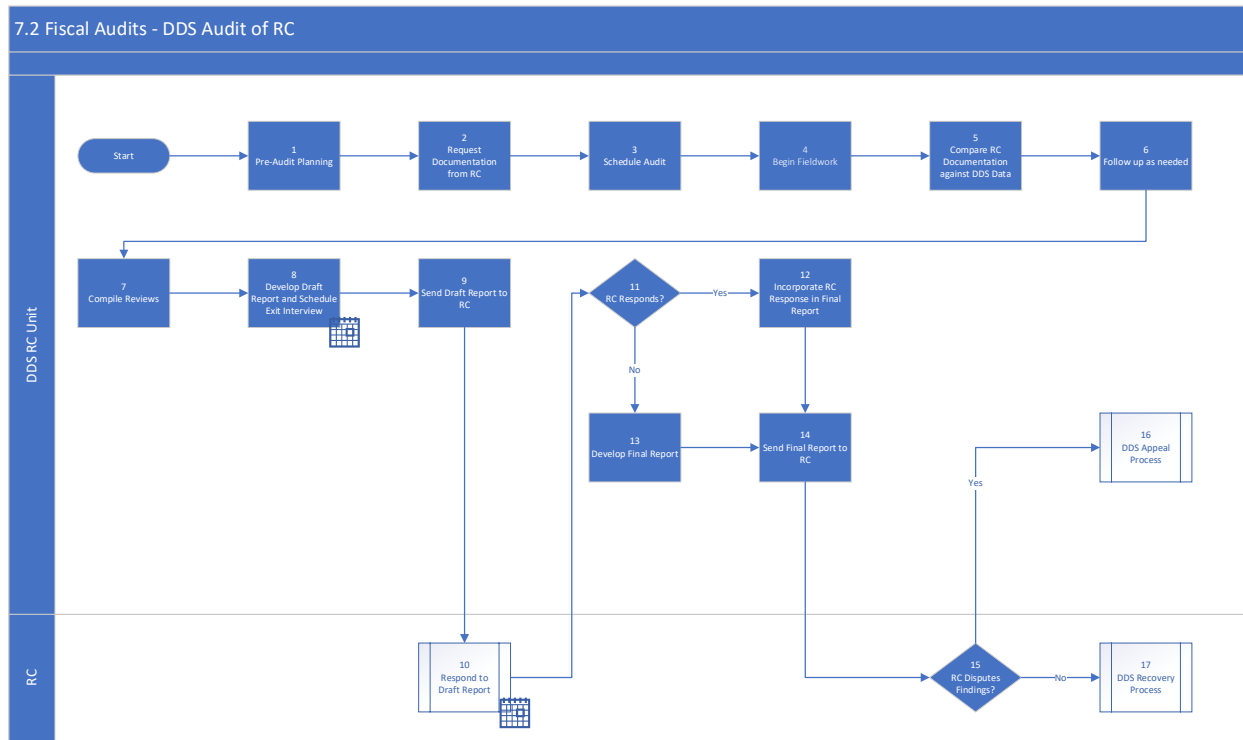 7.2 Fiscal Audits - DDS Audit of RC
DDS RC Unit
Start
1
Pre-Audit Planning
2
Request
Documentation
from RC
3
Schedule Audit
4
Begin Fieldwork
5
Compare RC
Documentation
against DDS Data
6
Follow up as needed
7
Compile Reviews
8
Develop Draft
Report and Schedule
Exit Interview
9
Send Draft Report to
RC
11
RC Responds?
Yes
12
Incorporate RC
Response in Final
Report
No
13
Develop Final Report
14
Send Final Report to
RC
16
DDS Appeal
Process
Yes
RC
10
Respond to
Draft Report
15
RC Disputes
Findings?
No
17
DDS Recovery
Process